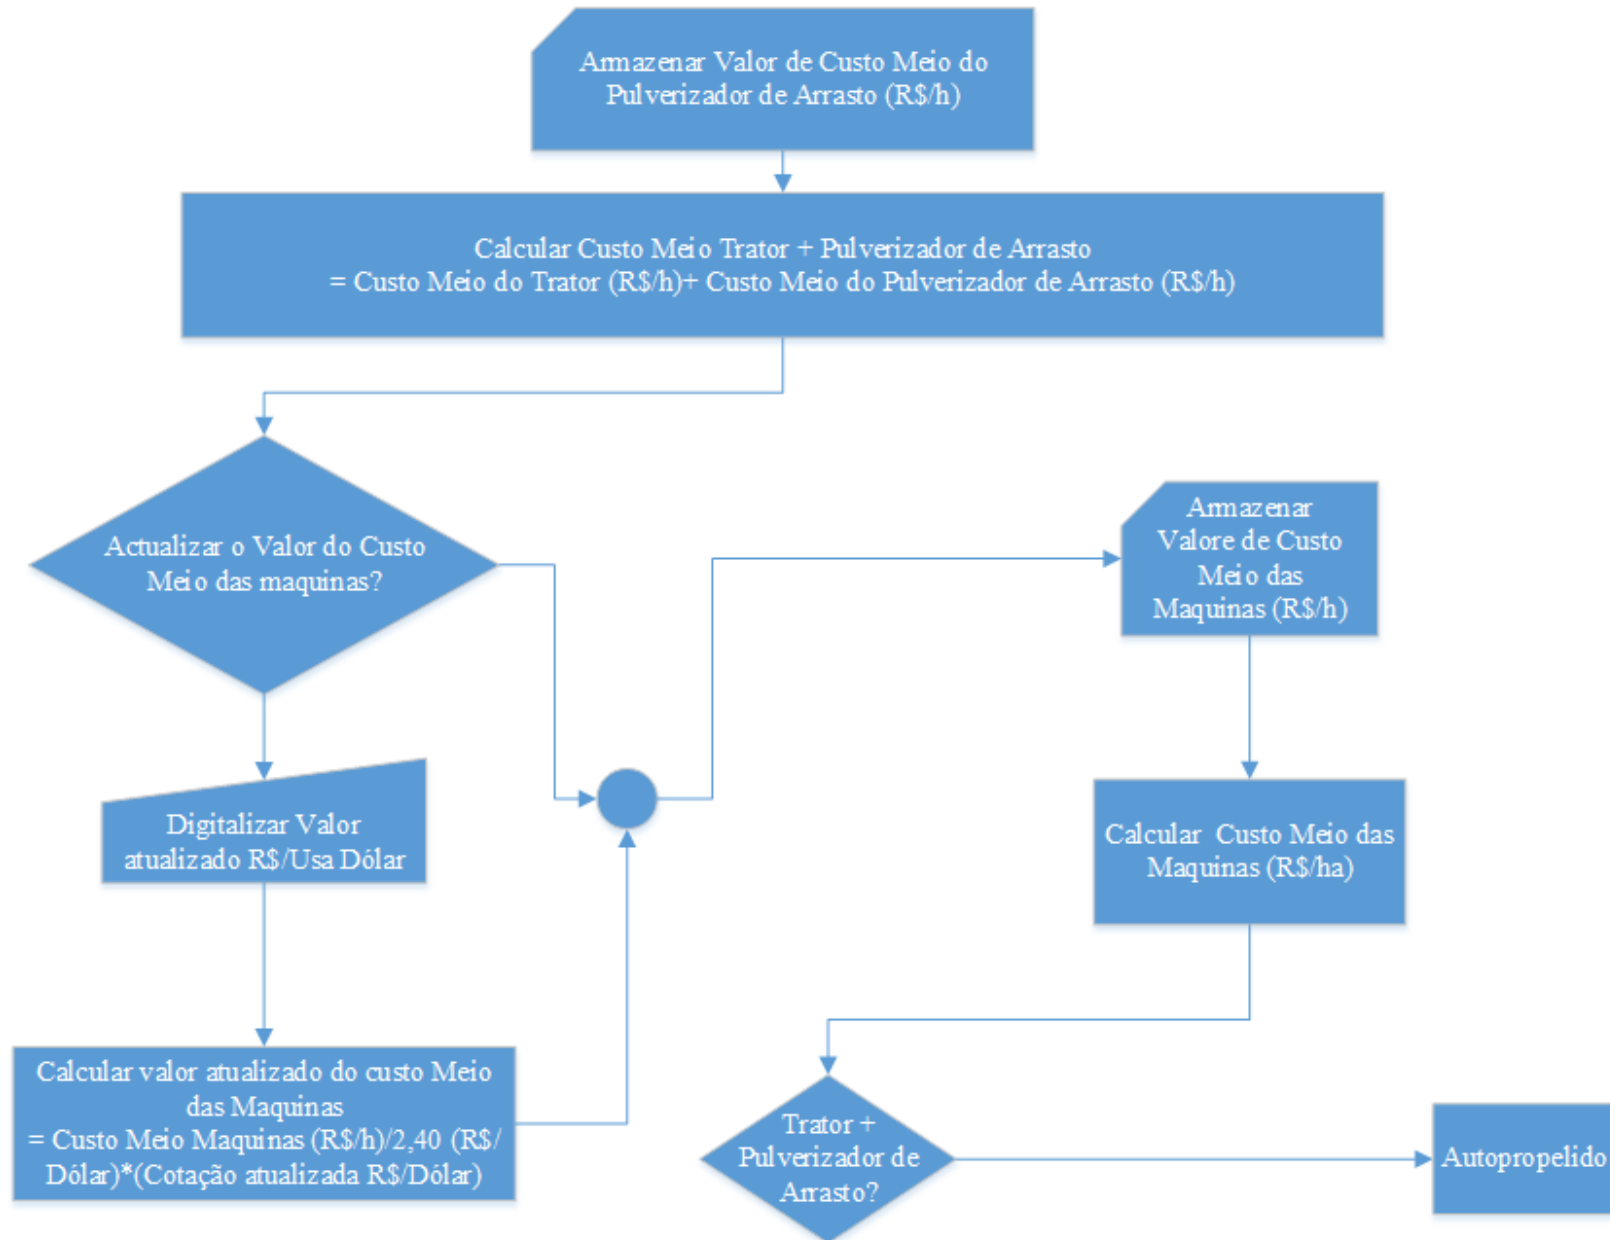 Armazenar Valor de Custo Meio do
Pulverizador de Arrasto (R$/h)
Calcular Custo Meio Trator + Pulverizador de Arrasto
= Custo Meio do Trator (R$/h)+ Custo Meio do Pulverizador de Arrasto (R$/h)
Actualizar o Valor do Custo
Meio das maquinas?
Digitalizar Valor
atualizado R$/Usa Dólar
Calcular valor atualizado do custo Meio
das Maquinas
= Custo Meio Maquinas (R$/h)/2,40 (R$/
Dólar)*(Cotação atualizada R$/Dólar)
Armazenar
Valore de Custo
Meio das
Maquinas (R$/h)
Calcular Custo Meio das
Maquinas (R$/ha)
Trator +
Pulverizador de
Arrasto?
Autopropelido